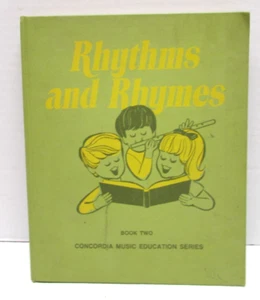 Rhythms
and Rhymes
BOOK TWO
CONCORDIA MUSIC EDUCATION SERIES